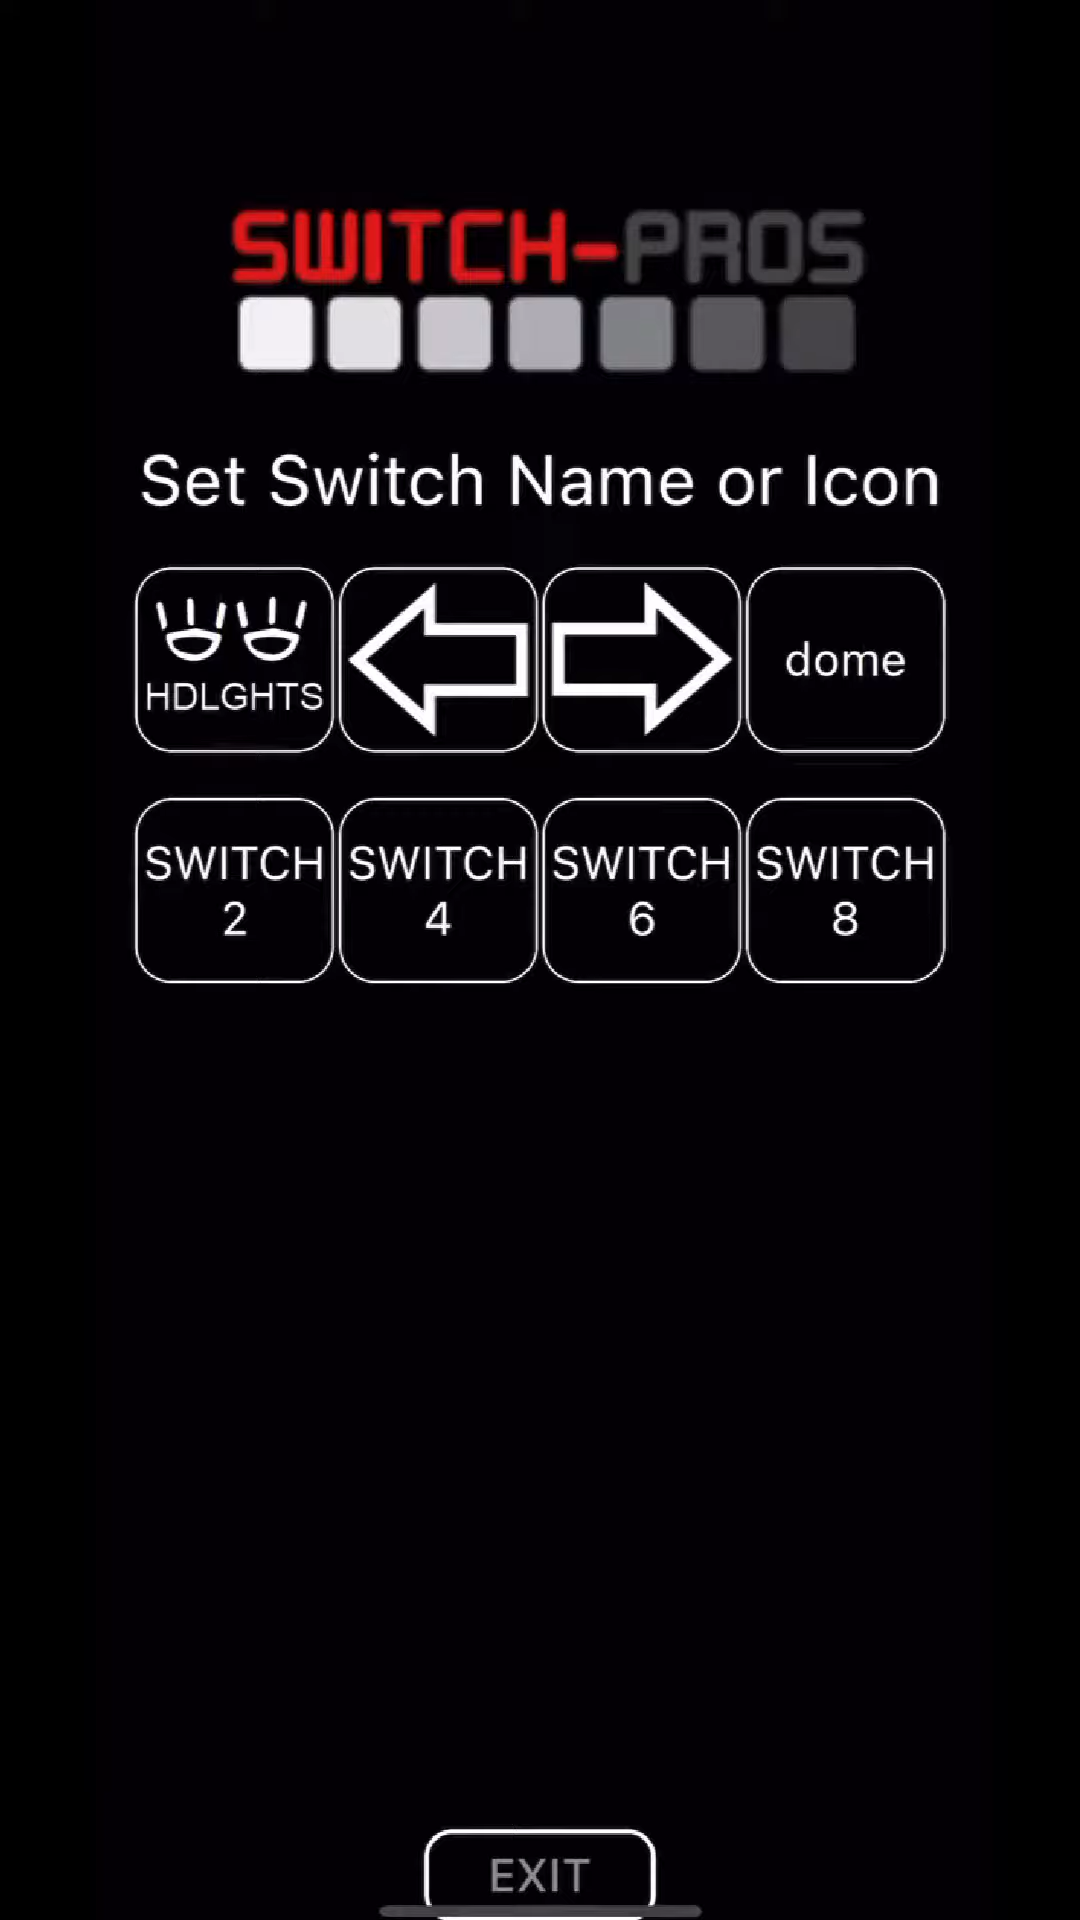 SWITCH-PROS
Set Switch Name or Icon
HDLGHTS
dome
SWITCH
2
SWITCH
4
SWITCH
6
SWITCH
8
EXIT